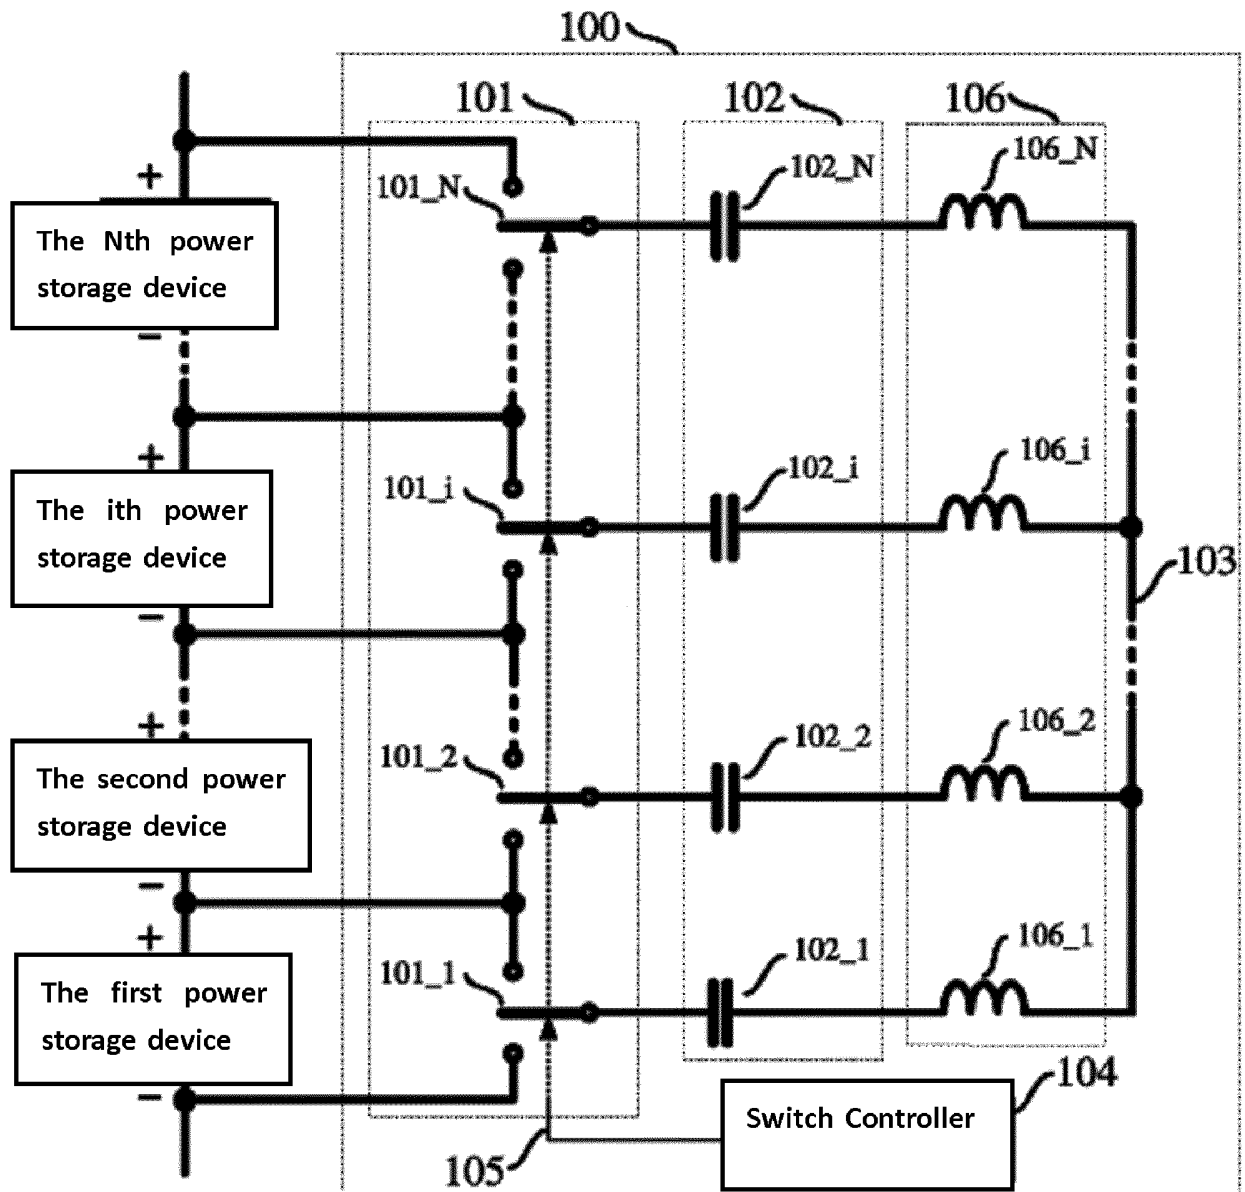 100
101
102
106
+
101_N
102_N
106_N
The Nth power
storage device
−
+
101_i
102_i
106_i
The ith power
storage device
−
103
+
101_2
102_2
106_2
The second power
storage device
−
+
101_1
102_1
106_1
The first power
storage device
−
104
Switch Controller
105